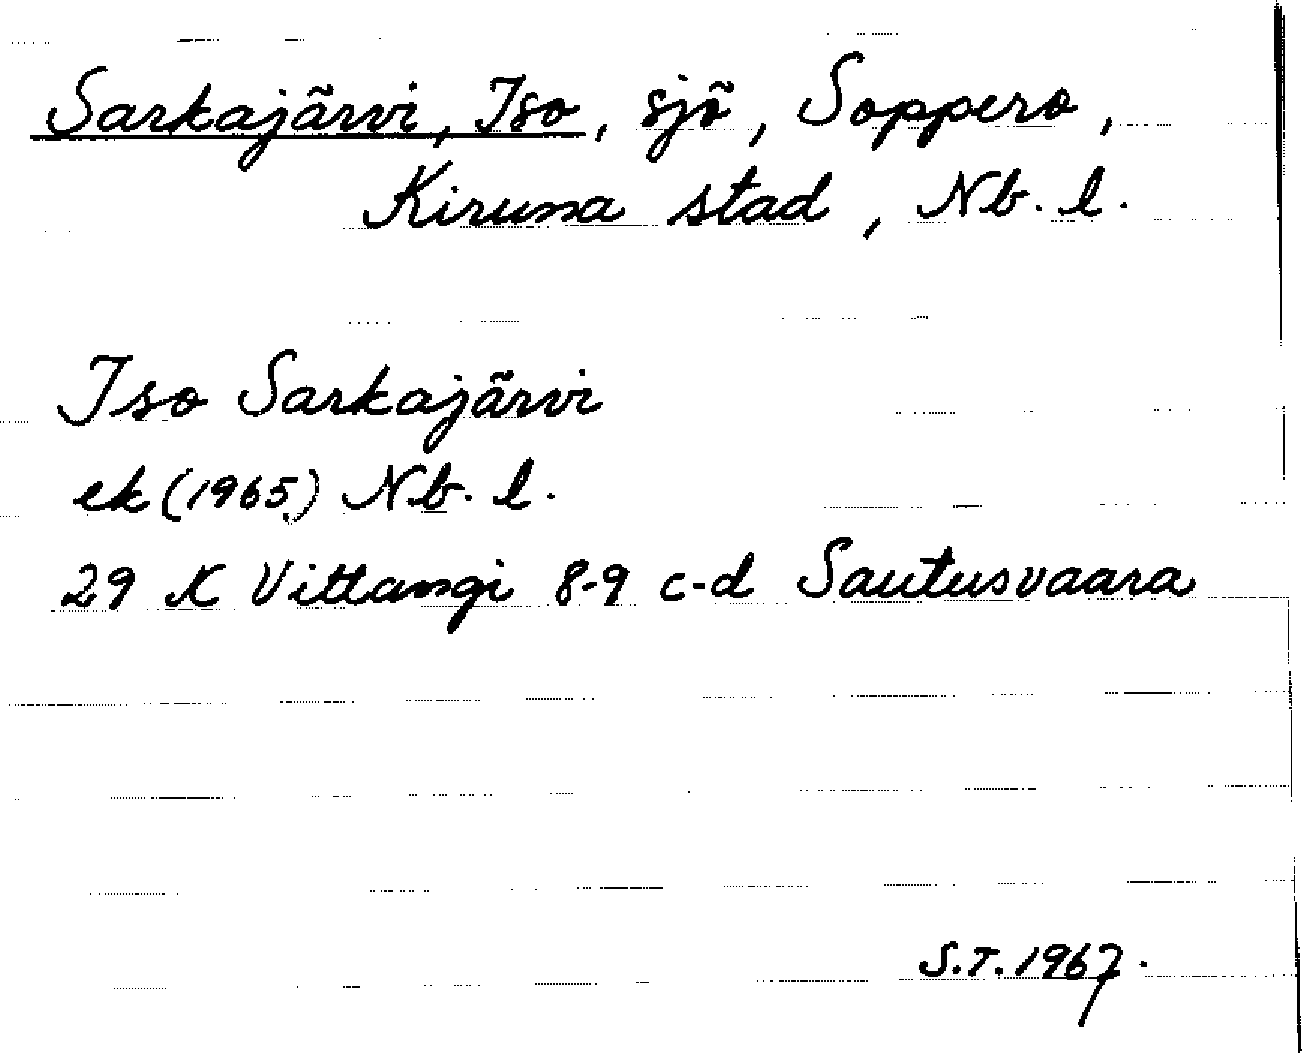 Sarkajärvi, Iso, sjö, Soppero,
Kiruna stad, Nb. l.
Iso Sarkajärvi
ek (1965) Nb. l.
29 K Vittangi 8-9 c-d Sautusvaara
S.T. 1967.